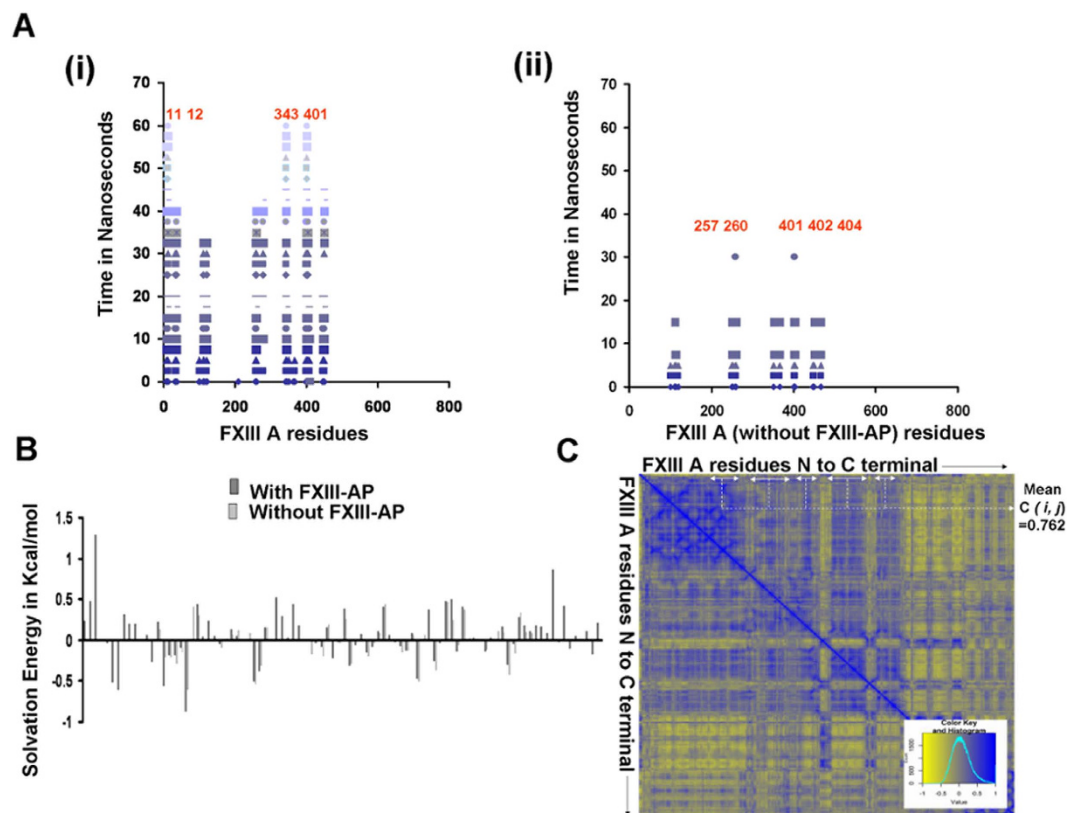 A
(i)
Time in Nanoseconds
70
60
50
40
30
20
10
0
11 12
343 401
0 200 400 600 800
FXIII A residues
(ii)
Time in Nanoseconds
70
60
50
40
30
20
10
0
257 260
401 402 404
0 200 400 600 800
FXIII A (without FXIII-AP) residues
B
With FXIII-AP
Without FXIII-AP
Solvation Energy in Kcal/mol
1.5
1
0.5
0
-0.5
-1
C
FXIII A residues N to C terminal
FXIII A residues N to C terminal
Mean
C (i, j)
=0.762
Color Key
and Histogram
0 500 1500
-1 -0.5 0 0.5 1
Value